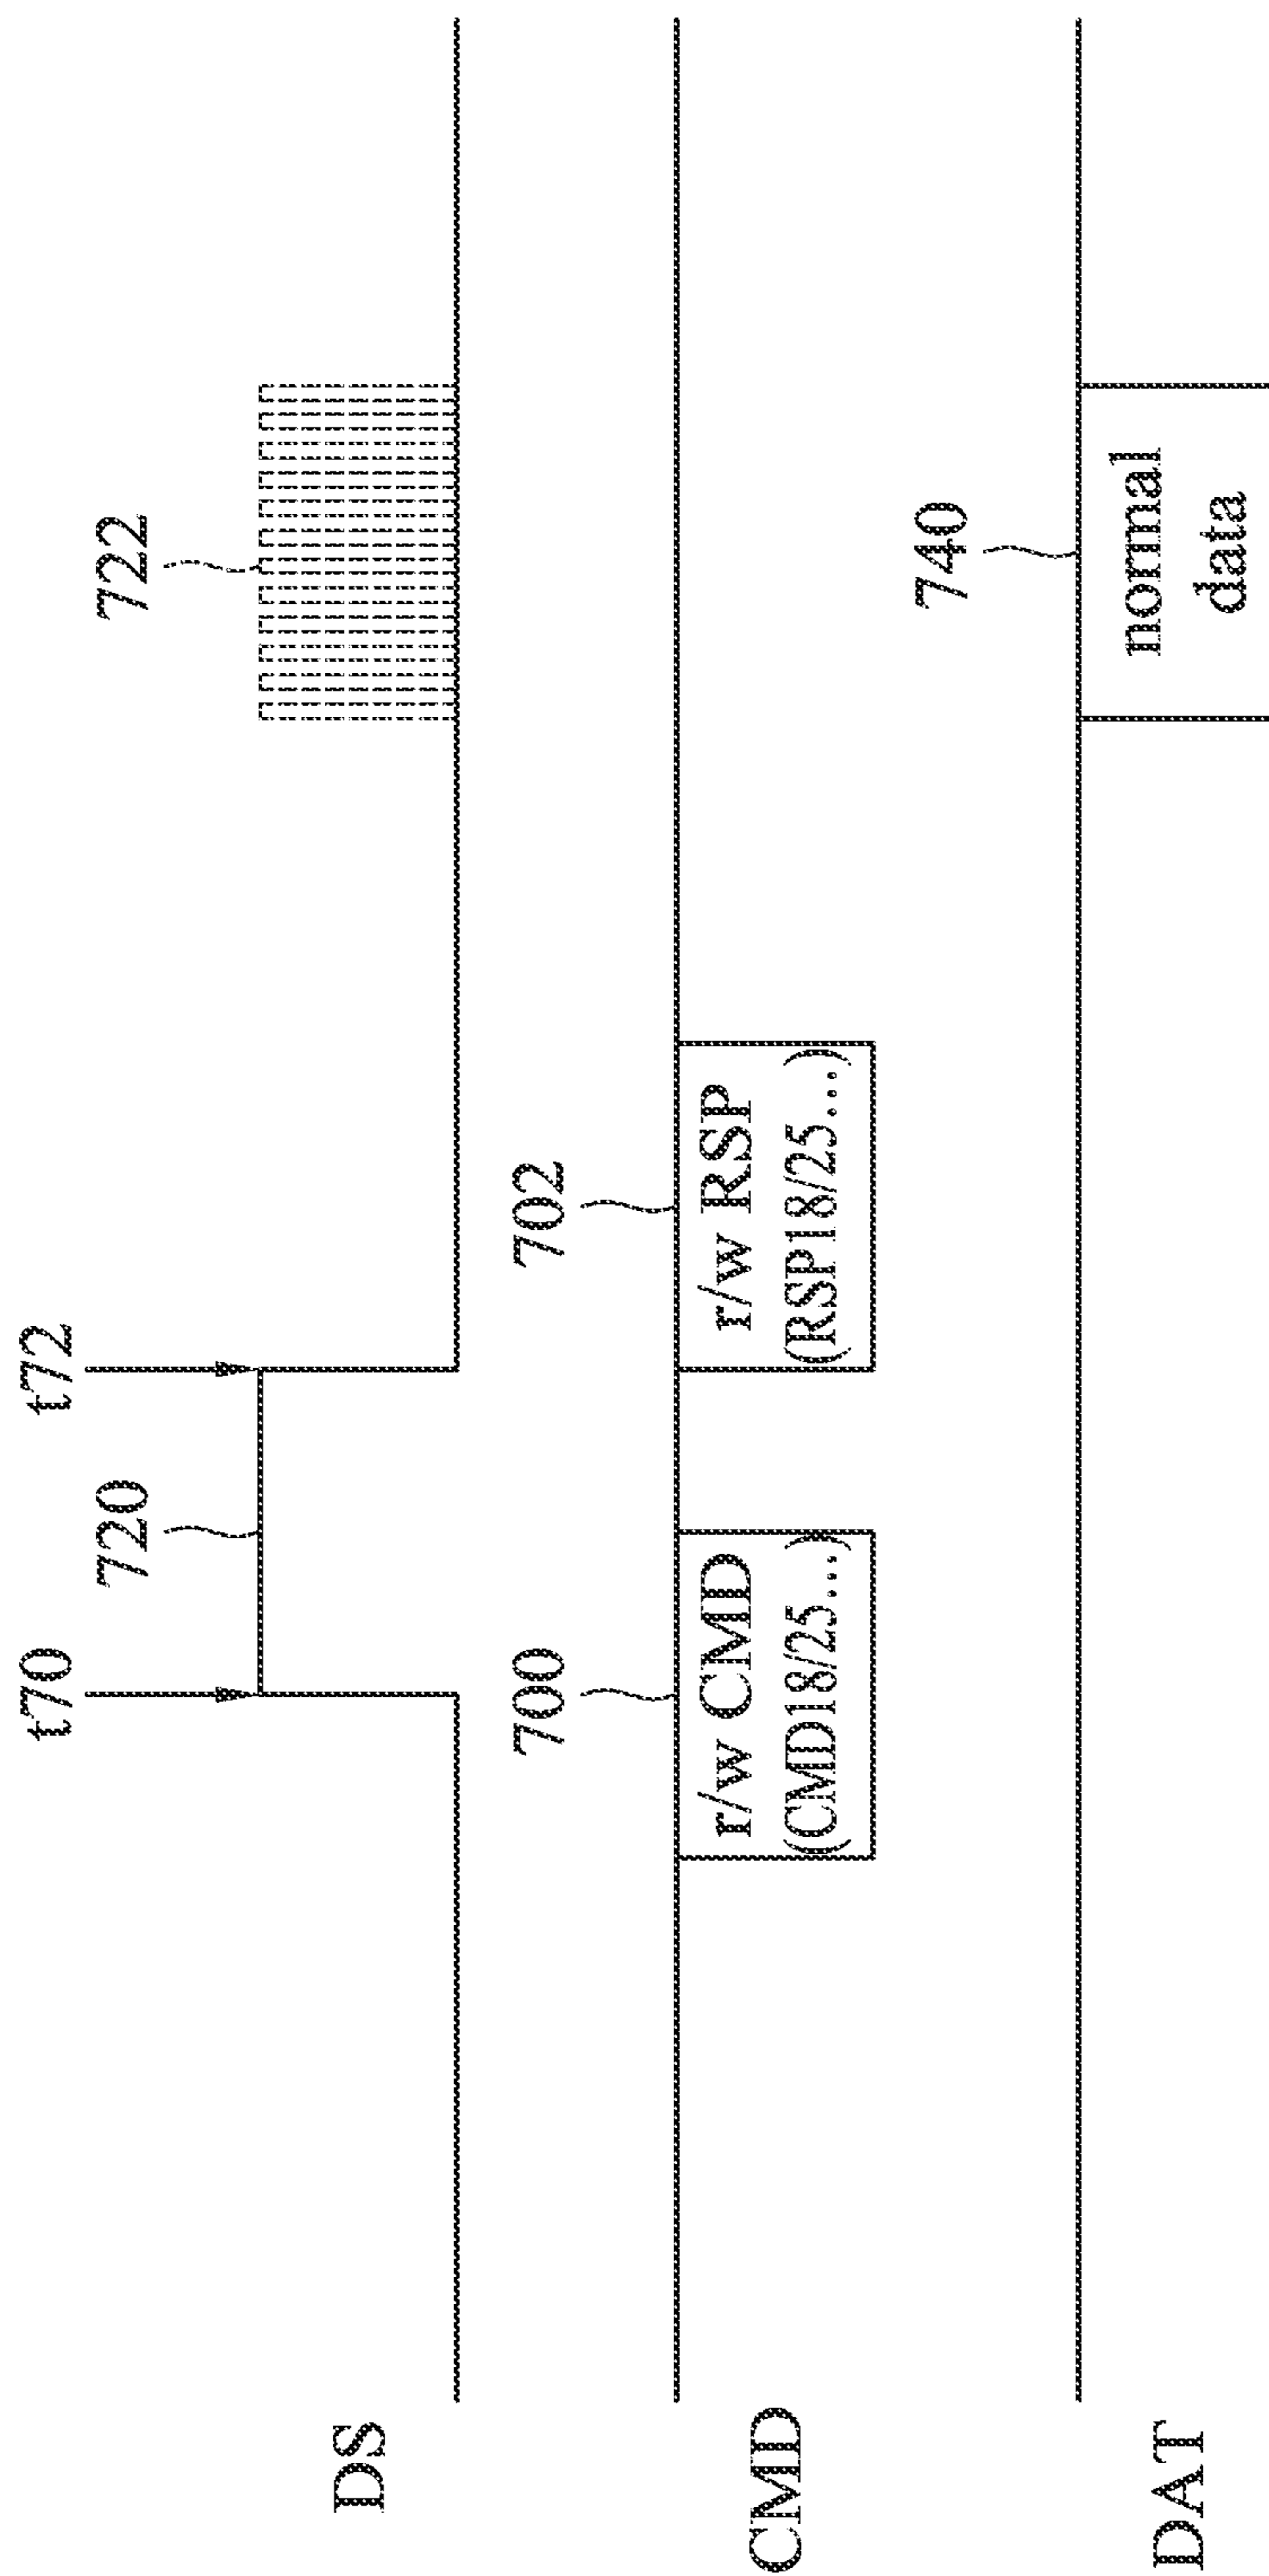 t70
t72
720
722
DS
700
702
CMD
r/w CMD
(CMD18/25...)
r/w RSP
(RSP18/25...)
740
DAT
normal
data